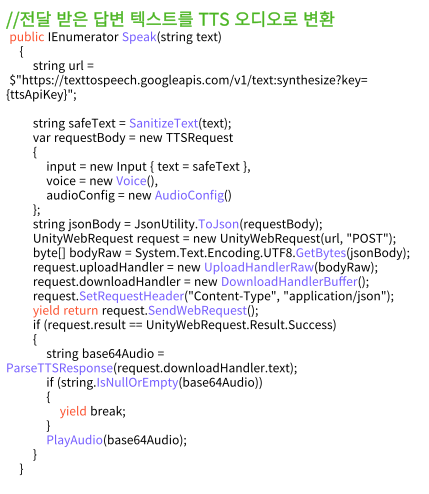 //전달 받은 답변 텍스트를 TTS 오디오로 변환
public IEnumerator Speak(string text)
{
string url =
$"https://texttospeech.googleapis.com/v1/text:synthesize?key=
{ttsApiKey}";
string safeText = SanitizeText(text);
var requestBody = new TTSRequest
{
input = new Input { text = safeText },
voice = new Voice(),
audioConfig = new AudioConfig()
};
string jsonBody = JsonUtility.ToJson(requestBody);
UnityWebRequest request = new UnityWebRequest(url, "POST");
byte[] bodyRaw = System.Text.Encoding.UTF8.GetBytes(jsonBody);
request.uploadHandler = new UploadHandlerRaw(bodyRaw);
request.downloadHandler = new DownloadHandlerBuffer();
request.SetRequestHeader("Content-Type", "application/json");
yield return request.SendWebRequest();
if (request.result == UnityWebRequest.Result.Success)
{
string base64Audio =
ParseTTSResponse(request.downloadHandler.text);
if (string.IsNullOrEmpty(base64Audio))
{
yield break;
}
PlayAudio(base64Audio);
}
}